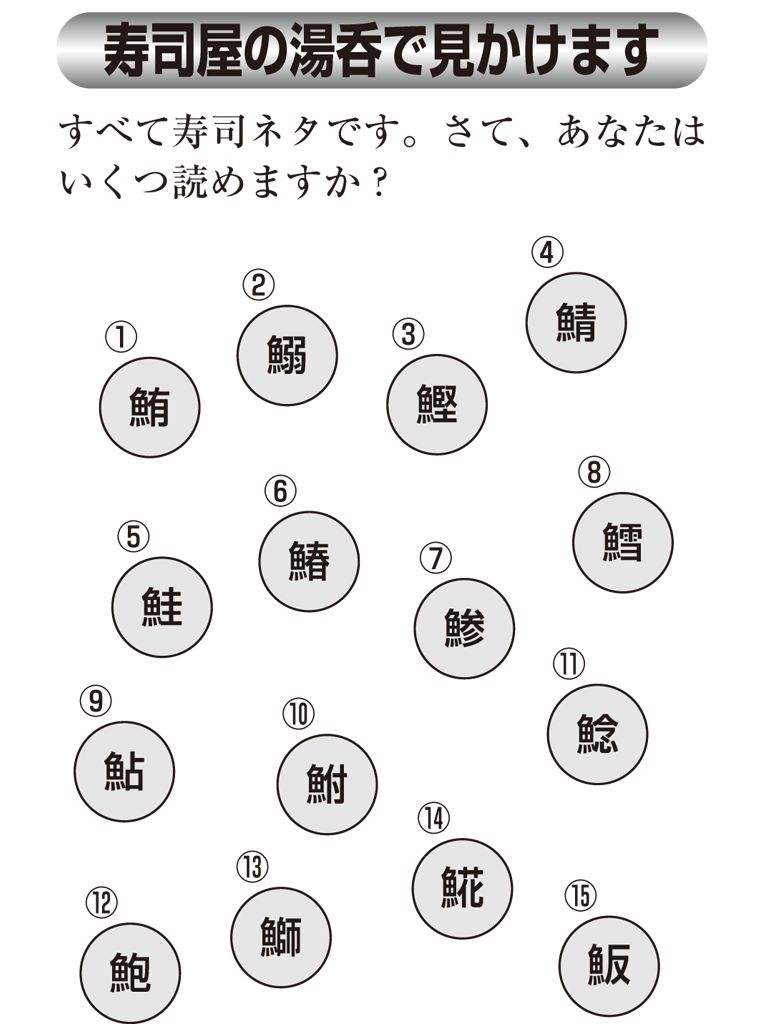 寿司屋の湯呑で見かけます
すべて寿司ネタです。さて、あなたは
いくつ読めますか？
① 鮪
② 鰯
③ 鰹
④ 鯖
⑤ 鮭
⑥ 鰆
⑦ 鯵
⑧ 鱈
⑨ 鮎
⑩ 鮒
⑪ 鯰
⑫ 鮑
⑬ 鰤
⑭ 𩸽
⑮ 鈑